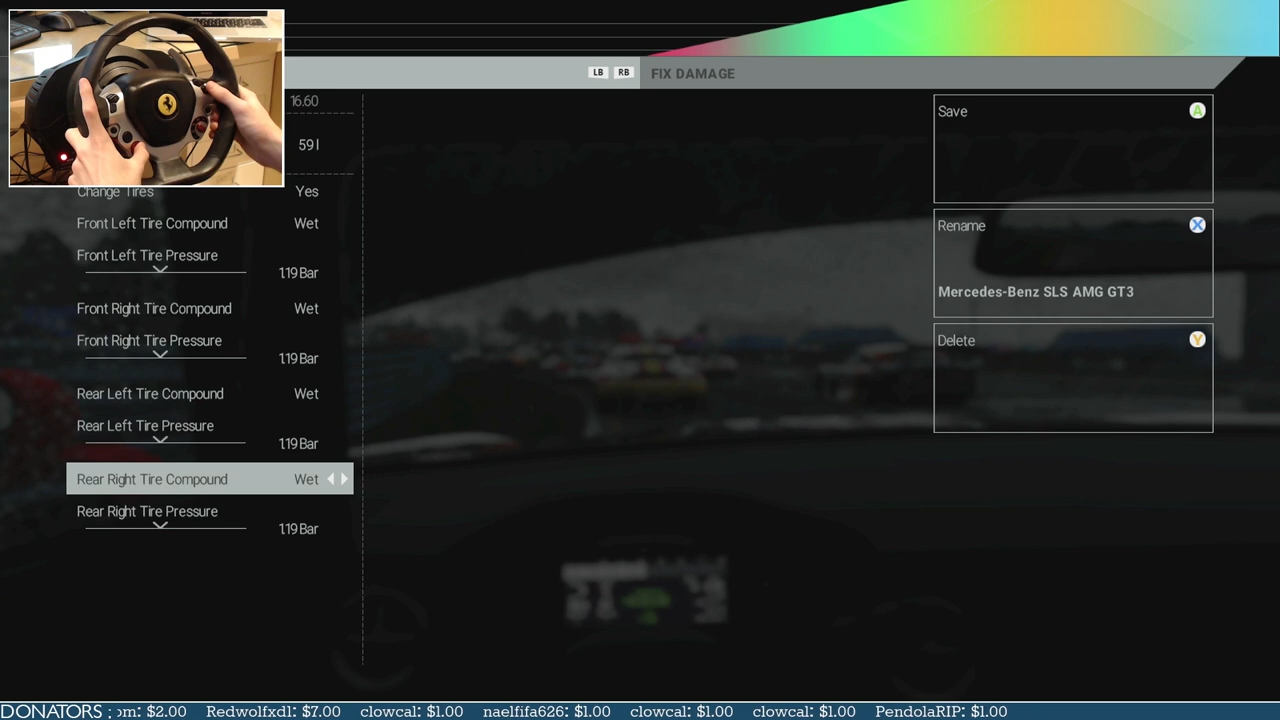 LB RB FIX DAMAGE
16.60
59 l
Change Tires Yes
Front Left Tire Compound Wet
Front Left Tire Pressure
1.19 Bar
Front Right Tire Compound Wet
Front Right Tire Pressure
1.19 Bar
Rear Left Tire Compound Wet
Rear Left Tire Pressure
1.19 Bar
Rear Right Tire Compound Wet
Rear Right Tire Pressure
1.19 Bar
Save A
Rename X
Mercedes-Benz SLS AMG GT3
Delete Y
DONATORS : om: $2.00 Redwolfxd1: $7.00 clowcal: $1.00 naelfifa626: $1.00 clowcal: $1.00 clowcal: $1.00 PendolaRIP: $1.00